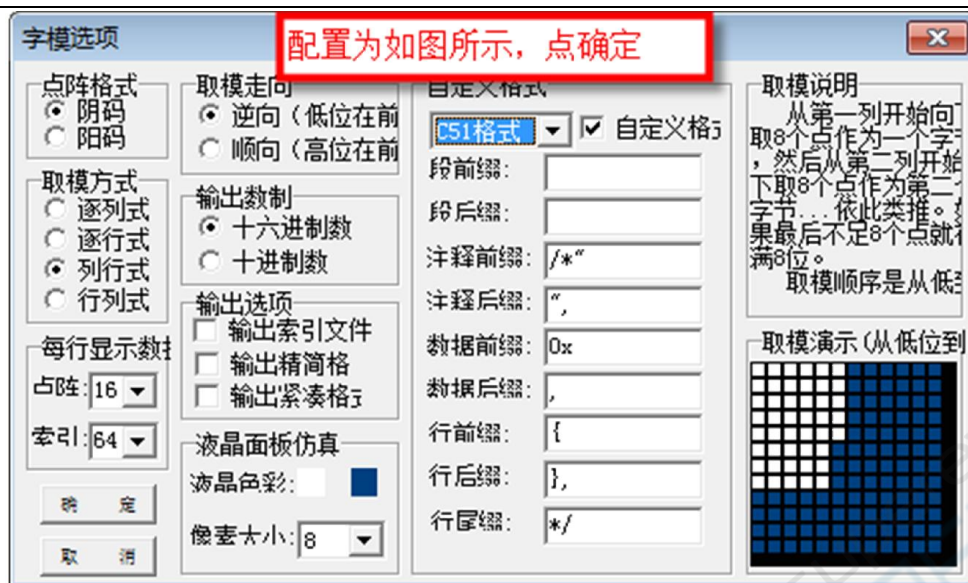 字模选项
配置为如图所示，点确定
点阵格式
阴码
阳码
取模方式
逐列式
逐行式
列行式
行列式
每行显示数据
点阵:
16
索引:
64
确 定
取 消
取模走向
逆向（低位在前
顺向（高位在前
输出数制
十六进制数
十进制数
输出选项
输出索引文件
输出精简格
输出紧凑格式
液晶面板仿真
液晶色彩:
像素大小:
8
自定义格式
C51格式
自定义格式
段前缀:
段后缀:
注释前缀:
/*"
注释后缀:
",
数据前缀:
0x
数据后缀:
,
行前缀:
{
行后缀:
},
行尾缀:
*/
取模说明
从第一列开始向下
取8个点作为一个字节
，然后从第二列开始
下取8个点作为第二个
字节...依此类推。如
果最后不足8个点就补
满8位。
取模顺序是从低到
取模演示(从低位到